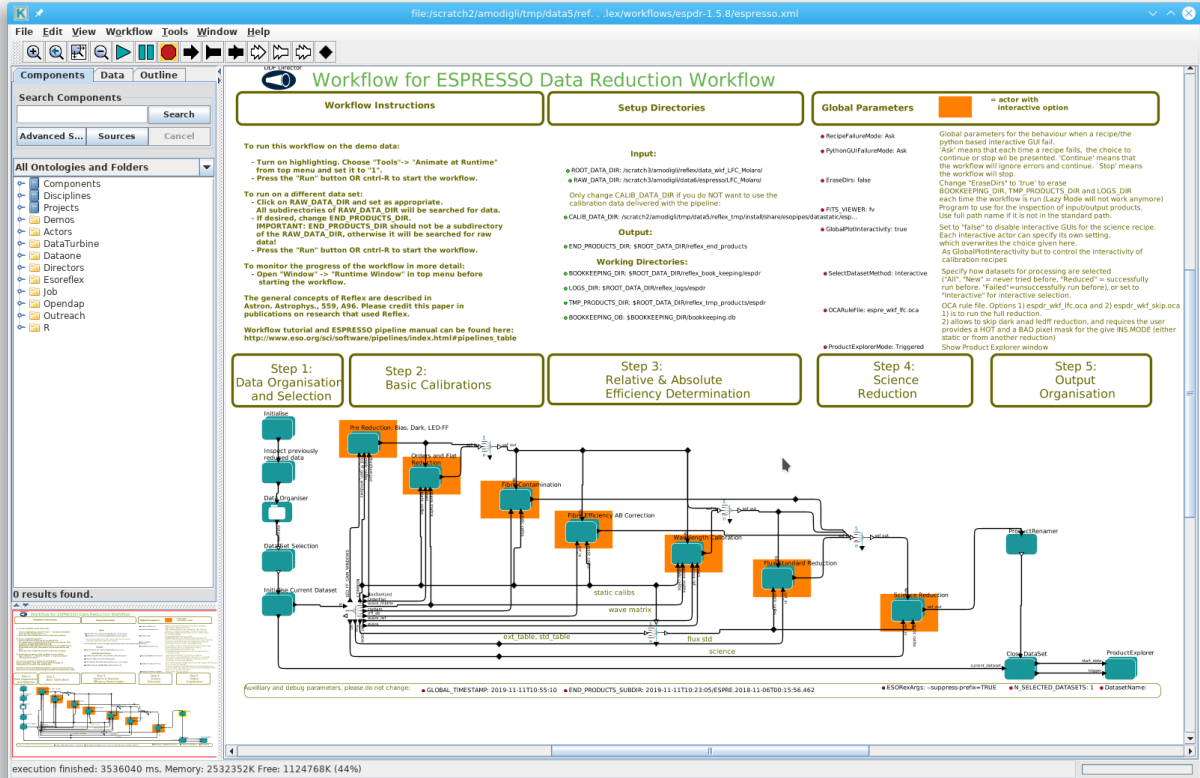 file:/scratch2/amodigli/tmp/data5/ref. . .lex/workflows/espdr-1.5.8/espresso.xml
File Edit View Workflow Tools Window Help
Components Data Outline
Search Components
Search
Advanced S... Sources Cancel
All Ontologies and Folders
Components
Disciplines
Projects
Demos
Actors
DataTurbine
Dataone
Directors
Esoreflex
Job
Opendap
Outreach
R
0 results found.
DDF Director
Workflow for ESPRESSO Data Reduction Workflow
Workflow Instructions
To run this workflow on the demo data:
- Turn on highlighting. Choose "Tools"-> "Animate at Runtime"
from top menu and set it to "1".
- Press the "Run" button OR cntrl-R to start the workflow.
To run on a different data set:
- Click on RAW_DATA_DIR and set as appropriate.
All subdirectories of RAW_DATA_DIR will be searched for data.
- If desired, change END_PRODUCTS_DIR.
IMPORTANT: END_PRODUCTS_DIR should not be a subdirectory
of the RAW_DATA_DIR, otherwise it will be searched for raw
data!
- Press the "Run" button OR cntrl-R to start the workflow.
To monitor the progress of the workflow in more detail:
- Open "Window" -> "Runtime Window" in top menu before
starting the workflow.
The general concepts of Reflex are described in
Astron. Astrophys., 559, A96. Please credit this paper in
publications on research that used Reflex.
Workflow tutorial and ESPRESSO pipeline manual can be found here:
http://www.eso.org/sci/software/pipelines/index.html#pipelines_table
Setup Directories
Input:
ROOT_DATA_DIR: /scratch3/amodigli/reflex/data_wkf_LFC_Molaro/
RAW_DATA_DIR: /scratch3/amodigli/data6/espresso/LFC_Molaro/
Only change CALIB_DATA_DIR if you do NOT want to use the
calibration data delivered with the pipeline:
CALIB_DATA_DIR: /scratch2/amodigli/tmp/data5/reflex_tmp/install/share/esopipes/datastatic/esp...
Output:
END_PRODUCTS_DIR: $ROOT_DATA_DIR/reflex_end_products
Working Directories:
BOOKKEEPING_DIR: $ROOT_DATA_DIR/reflex_book_keeping/espdr
LOGS_DIR: $ROOT_DATA_DIR/reflex_logs/espdr
TMP_PRODUCTS_DIR: $ROOT_DATA_DIR/reflex_tmp_products/espdr
BOOKKEEPING_DB: $BOOKKEEPING_DIR/bookkeeping.db
Global Parameters
= actor with
interactive option
RecipeFailureMode: Ask
PythonGUIFailureMode: Ask
EraseDirs: false
FITS_VIEWER: fv
GlobalPlotInteractivity: true
SelectDatasetMethod: Interactive
OCARuleFile: espre_wkf_lfc.oca
ProductExplorerMode: Triggered
Global parameters for the behaviour when a recipe/the
python based interactive GUI fail.
'Ask' means that each time a recipe fails, the choice to
continue or stop wil be presented. 'Continue' means that
the workflow will ignore errors and continue. `Stop' means
the workflow will stop.
Change "EraseDirs" to 'true' to erase
BOOKKEEPING_DIR, TMP_PRODUCTS_DIR and LOGS_DIR
each time the workflow is run (Lazy Mode will not work anymore)
Program to use for the inspection of input/output products.
Use full path name if it is not in the standard path.
Set to "false" to disable interactive GUIs for the science recipe.
Each interactive actor can specify its own setting,
which overwrites the choice given here.
As GlobalPlotInteractivity but to control the interactivity of
calibration recipes
Specify how datasets for processing are selected
("All", "New" = never tried before, "Reduced" = successfully
run before. "Failed"=unsuccessfully run before), or set to
"Interactive" for interactive selection.
OCA rule file. Options 1) espdr_wkf_lfc.oca and 2) espdr_wkf_skip.oca
1) is to run the full reduction.
2) allows to skip dark anad ledff reduction, and requires the user
provides a HOT and a BAD pixel mask for the give INS.MODE (either
static or from another reduction)
Show Product Explorer window
Step 1:
Data Organisation
and Selection
Step 2:
Basic Calibrations
Step 3:
Relative & Absolute
Efficiency Determination
Step 4:
Science
Reduction
Step 5:
Output
Organisation
Initialise
Inspect previously
reduced data
Data Organiser
DataSet Selection
Initialise Current Dataset
Pre Reduction: Bias, Dark, LED-FF
Orders and Flat
Reduction
Fibre Contamination
Fibre Efficiency AB Correction
Wavelength Calibration
Flux Standard Reduction
Science Reduction
ProductRenamer
static calibs
wave matrix
ext_table, std_table
flux std
science
Close DataSet
ProductExplorer
current_dataset
start_data
trigger
Auxilliary and debug parameters, please do not change:
GLOBAL_TIMESTAMP: 2019-11-11T10:55:10
END_PRODUCTS_SUBDIR: 2019-11-11T10:23:05/ESPRE.2018-11-06T00:15:56.462
ESORexArgs: --suppress-prefix=TRUE
N_SELECTED_DATASETS: 1
DatasetName:
execution finished: 3536040 ms. Memory: 2532352K Free: 1124768K (44%)